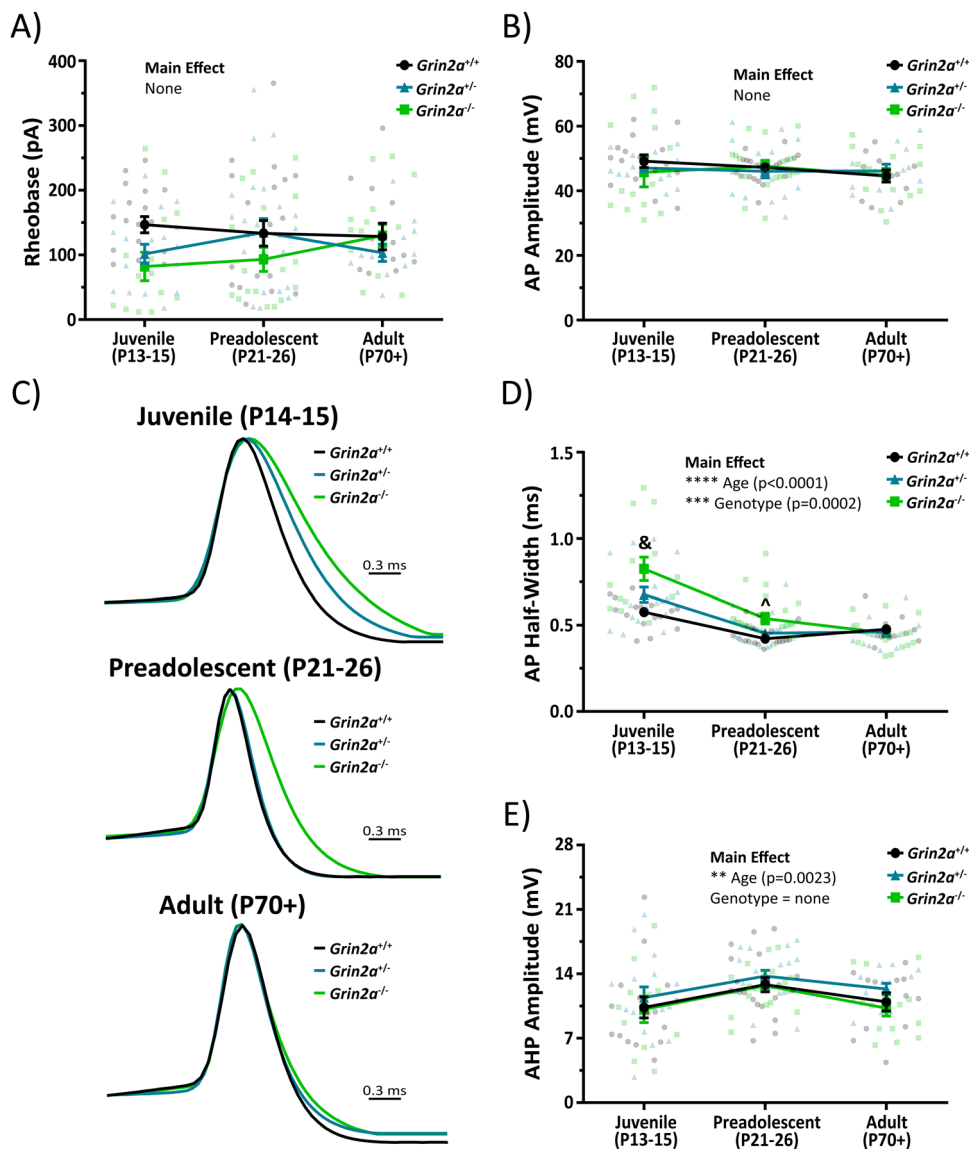 A)
400
300
200
100
0
Rheobase (pA)
Main Effect
None
Grin2a+/+
Grin2a+/-
Grin2a-/-
Juvenile
(P13-15)
Preadolescent
(P21-26)
Adult
(P70+)
B)
80
60
40
20
0
AP Amplitude (mV)
Main Effect
None
Grin2a+/+
Grin2a+/-
Grin2a-/-
Juvenile
(P13-15)
Preadolescent
(P21-26)
Adult
(P70+)
C)
Juvenile (P14-15)
Grin2a+/+
Grin2a+/-
Grin2a-/-
0.3 ms
Preadolescent (P21-26)
Grin2a+/+
Grin2a+/-
Grin2a-/-
0.3 ms
Adult (P70+)
Grin2a+/+
Grin2a+/-
Grin2a-/-
0.3 ms
D)
1.5
1.0
0.5
0.0
AP Half-Width (ms)
Main Effect
**** Age (p<0.0001)
*** Genotype (p=0.0002)
Grin2a+/+
Grin2a+/-
Grin2a-/-
&
^
Juvenile
(P13-15)
Preadolescent
(P21-26)
Adult
(P70+)
E)
28
21
14
7
0
AHP Amplitude (mV)
Main Effect
** Age (p=0.0023)
Genotype = none
Grin2a+/+
Grin2a+/-
Grin2a-/-
Juvenile
(P13-15)
Preadolescent
(P21-26)
Adult
(P70+)